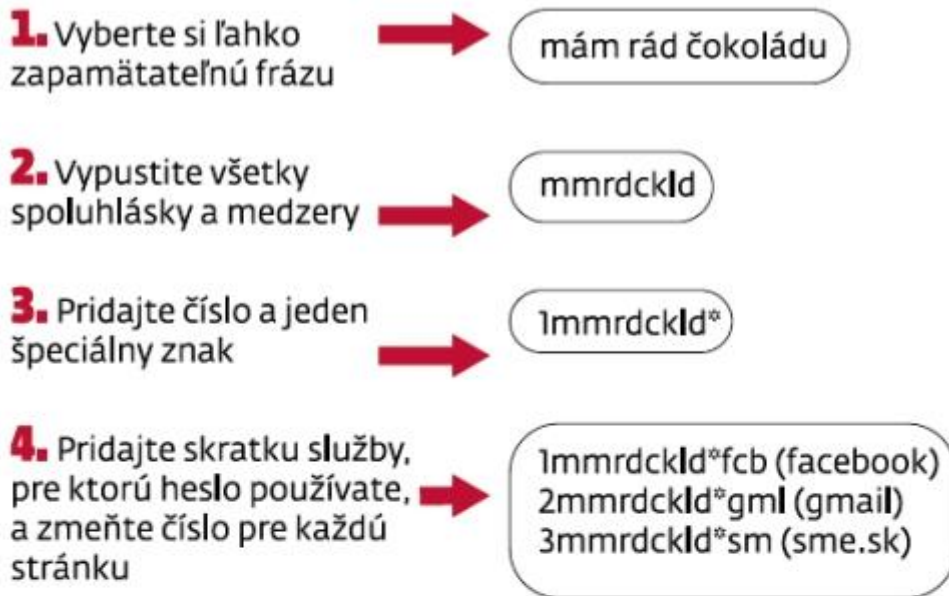 1. Vyberte si ľahko
zapamätateľnú frázu
mám rád čokoládu
2. Vypustite všetky
spoluhlásky a medzery
mmrdckld
3. Pridajte číslo a jeden
špeciálny znak
1mmrdckld*
4. Pridajte skratku služby,
pre ktorú heslo používate,
a zmeňte číslo pre každú
stránku
1mmrdckld*fcb (facebook)
2mmrdckld*gml (gmail)
3mmrdckld*sm (sme.sk)